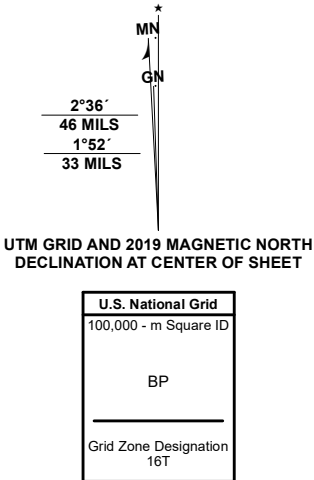 ★
MN
GN
2°36´
46 MILS
1°52´
33 MILS
UTM GRID AND 2019 MAGNETIC NORTH
DECLINATION AT CENTER OF SHEET
U.S. National Grid
100,000 - m Square ID
BP
Grid Zone Designation
16T